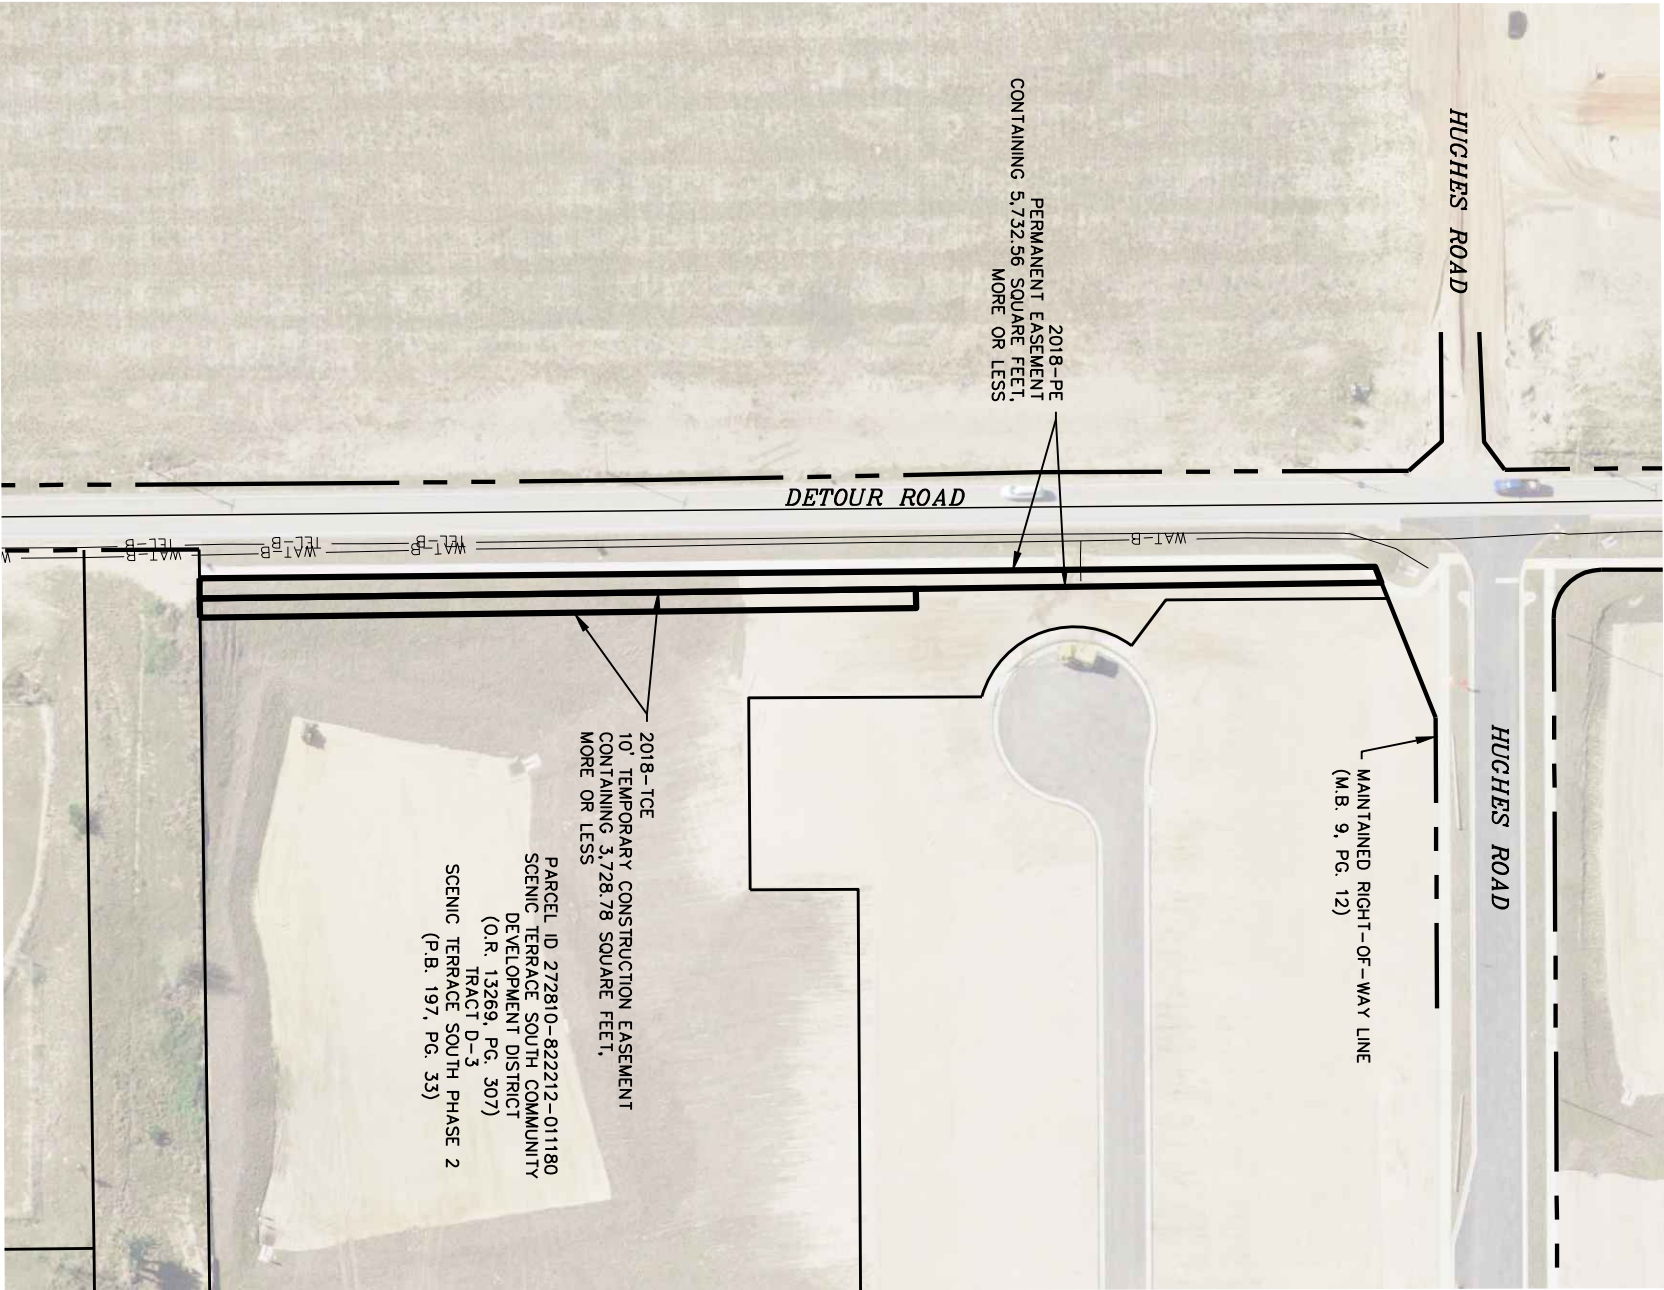 HUGHES ROAD
2018-PE
PERMANENT EASEMENT
CONTAINING 5,732.56 SQUARE FEET,
MORE OR LESS
DETOUR ROAD
WAT-B
TEL-B
WAT-B
TEL-B
WAT-B
TEL-B
WAT-B
W
HUGHES ROAD
MAINTAINED RIGHT-OF-WAY LINE
(M.B. 9, PG. 12)
2018-TCE
10' TEMPORARY CONSTRUCTION EASEMENT
CONTAINING 3,728.78 SQUARE FEET,
MORE OR LESS
PARCEL ID 272810-822212-011180
SCENIC TERRACE SOUTH COMMUNITY
DEVELOPMENT DISTRICT
(O.R. 13269, PG. 307)
TRACT D-3
SCENIC TERRACE SOUTH PHASE 2
(P.B. 197, PG. 33)